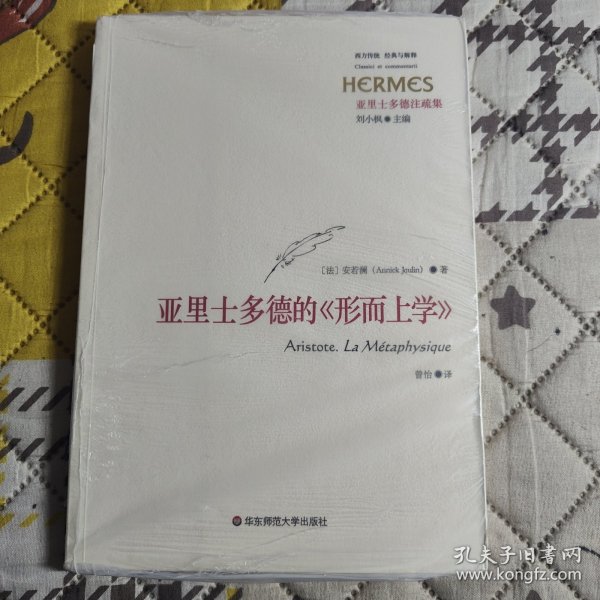 西方传统 经典与解释
Classici et commentarii
HERMES
亚里士多德注疏集
刘小枫●主编
[法]安若澜(Annick Jaulin)●著
亚里士多德的《形而上学》
Aristote. La Métaphysique
曾怡●译
华东师范大学出版社
孔夫子旧书网
www.kongfz.com